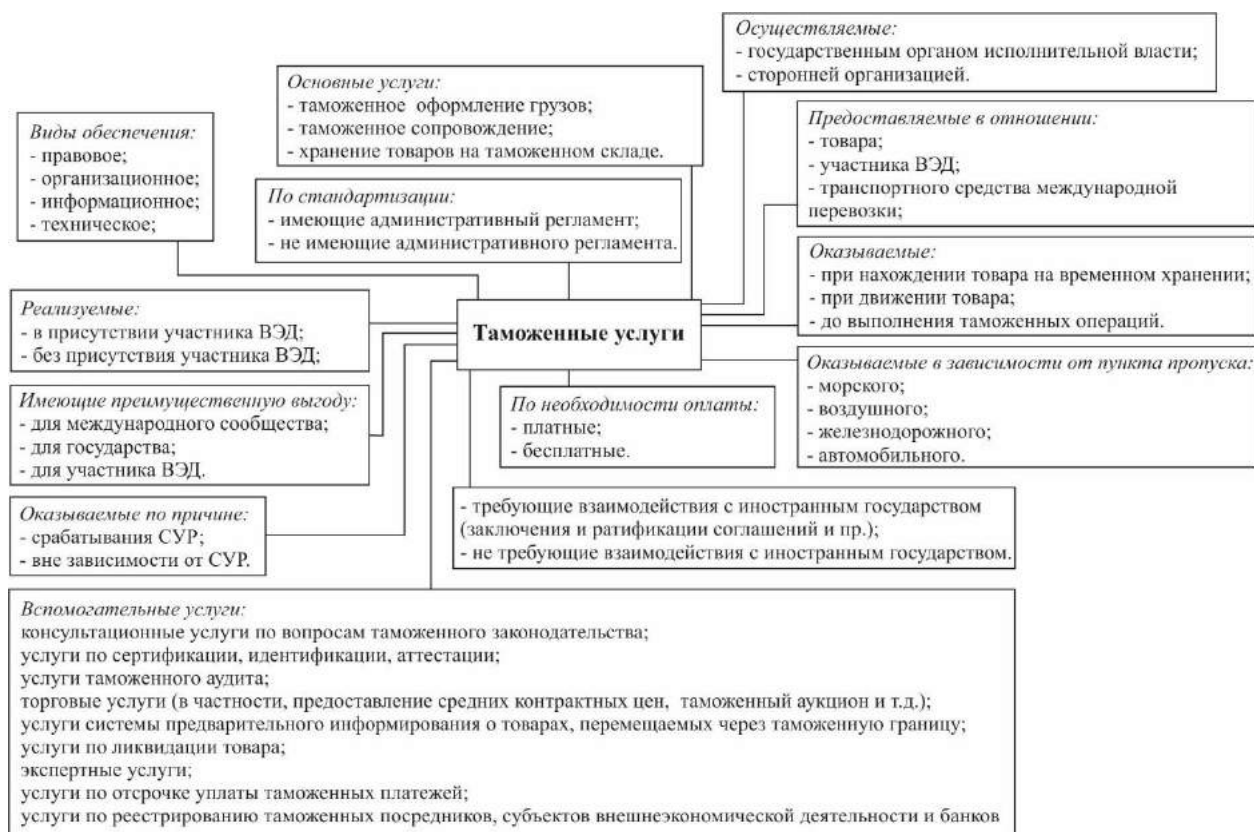 Осуществляемые:
- государственным органом исполнительной власти;
- сторонней организацией.
Основные услуги:
- таможенное оформление грузов;
- таможенное сопровождение;
- хранение товаров на таможенном складе.
Виды обеспечения:
- правовое;
- организационное;
- информационное;
- техническое;
Предоставляемые в отношении:
- товара;
- участника ВЭД;
- транспортного средства международной
перевозки;
По стандартизации:
- имеющие административный регламент;
- не имеющие административного регламента.
Оказываемые:
- при нахождении товара на временном хранении;
- при движении товара;
- до выполнения таможенных операций.
Реализуемые:
- в присутствии участника ВЭД;
- без присутствия участника ВЭД;
Таможенные услуги
Оказываемые в зависимости от пункта пропуска:
- морского;
- воздушного;
- железнодорожного;
- автомобильного.
Имеющие преимущественную выгоду:
- для международного сообщества;
- для государства;
- для участника ВЭД.
По необходимости оплаты:
- платные;
- бесплатные.
Оказываемые по причине:
- срабатывания СУР;
- вне зависимости от СУР.
- требующие взаимодействия с иностранным государством
(заключения и ратификации соглашений и пр.);
- не требующие взаимодействия с иностранным государством.
Вспомогательные услуги:
консультационные услуги по вопросам таможенного законодательства;
услуги по сертификации, идентификации, аттестации;
услуги таможенного аудита;
торговые услуги (в частности, предоставление средних контрактных цен, таможенный аукцион и т.д.);
услуги системы предварительного информирования о товарах, перемещаемых через таможенную границу;
услуги по ликвидации товара;
экспертные услуги;
услуги по отсрочке уплаты таможенных платежей;
услуги по реестрированию таможенных посредников, субъектов внешнеэкономической деятельности и банков